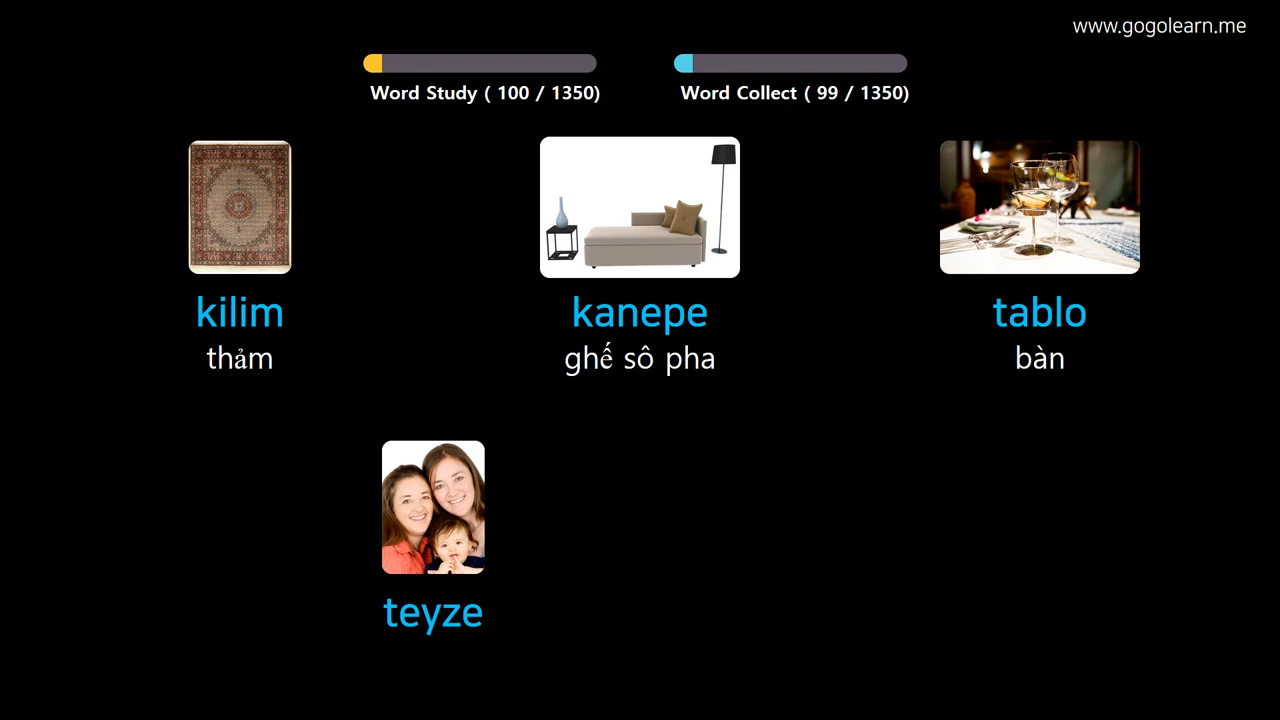 www.gogolearn.me
Word Study ( 100 / 1350)
Word Collect ( 99 / 1350)
kilim
thảm
kanepe
ghế sô pha
tablo
bàn
teyze